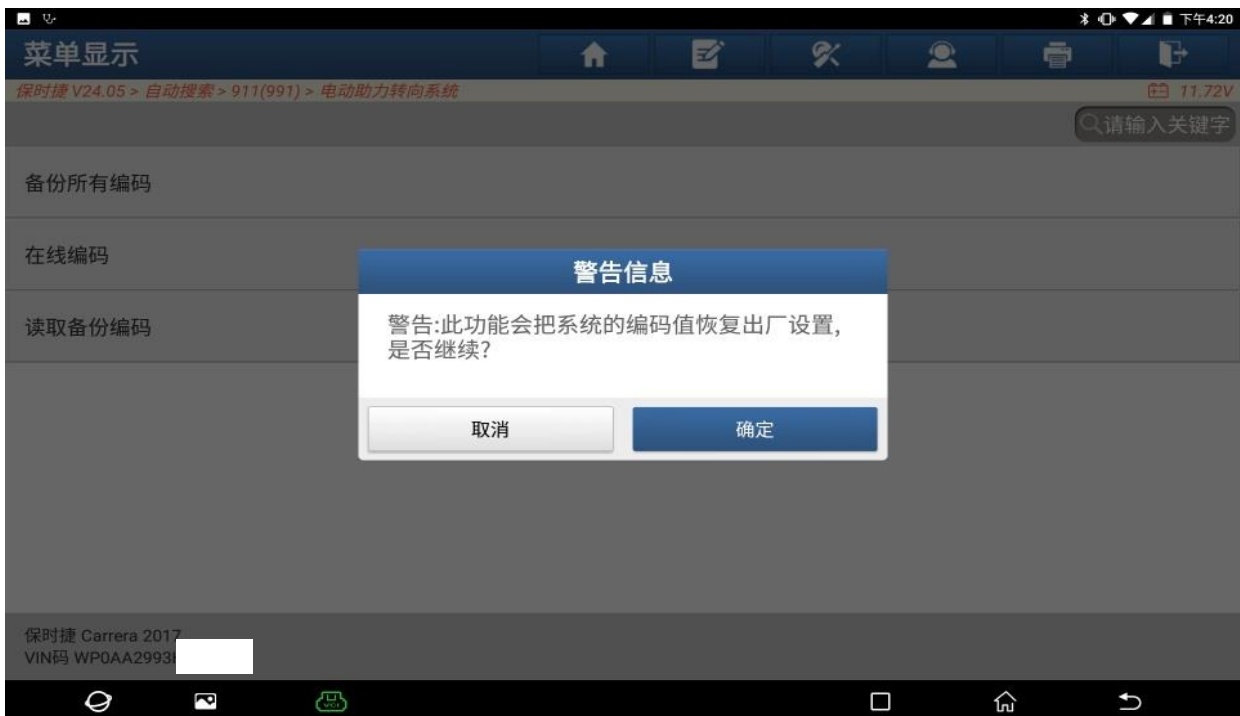 下午4:20
菜单显示
保时捷 V24.05 > 自动搜索 > 911(991) > 电动助力转向系统
11.72V
请输入关键字
备份所有编码
在线编码
读取备份编码
警告信息
警告:此功能会把系统的编码值恢复出厂设置,
是否继续?
取消
确定
保时捷 Carrera 2017
VIN码 WP0AA2993
VCI